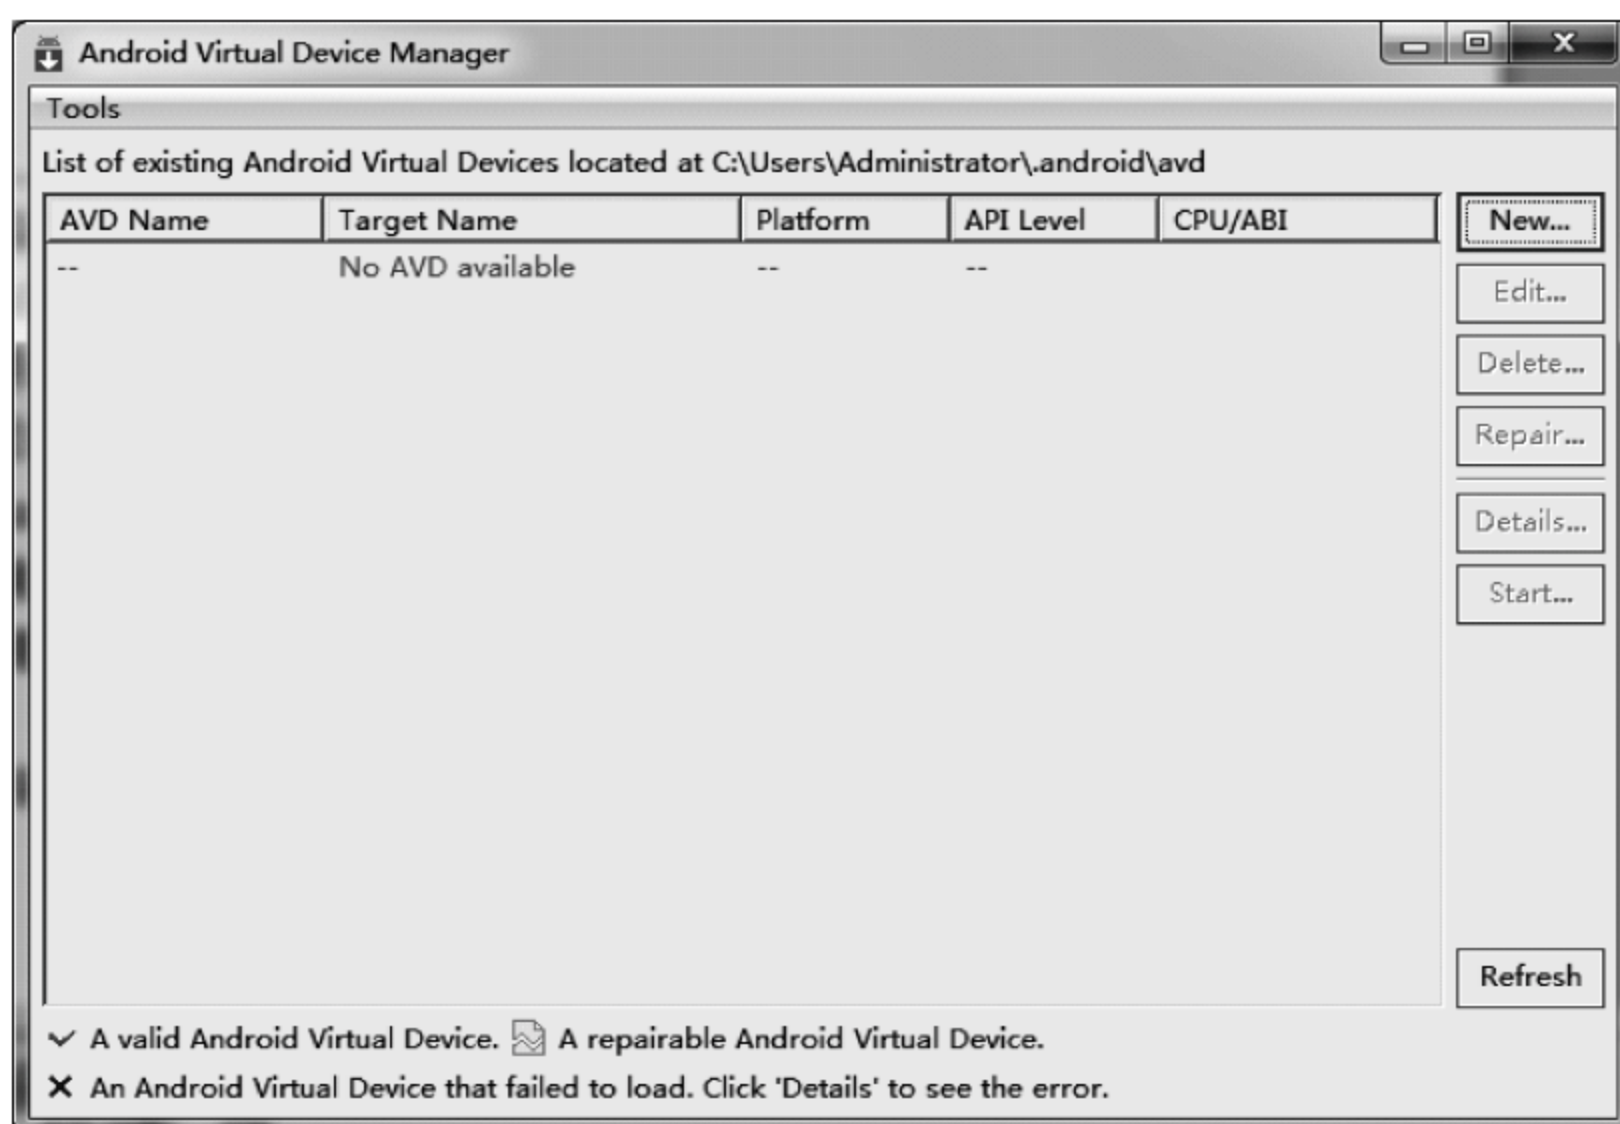 Android Virtual Device Manager
Tools
List of existing Android Virtual Devices located at C:\Users\Administrator\.android\avd
AVD Name Target Name Platform API Level CPU/ABI
-- No AVD available -- --
New...
Edit...
Delete...
Repair...
Details...
Start...
Refresh
A valid Android Virtual Device. A repairable Android Virtual Device.
An Android Virtual Device that failed to load. Click 'Details' to see the error.